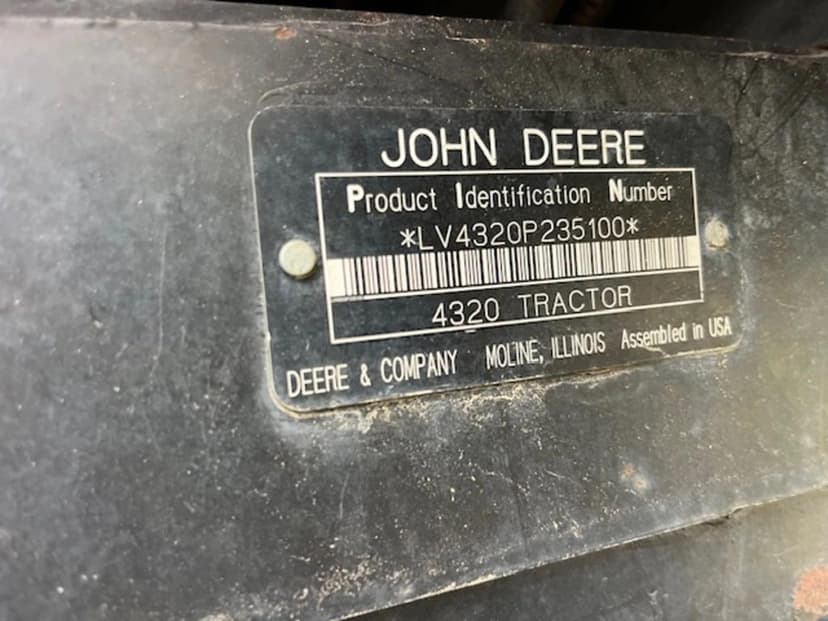 JOHN DEERE
Product Identification Number
*LV4320P235100*
4320 TRACTOR
DEERE & COMPANY MOLINE, ILLINOIS Assembled in USA